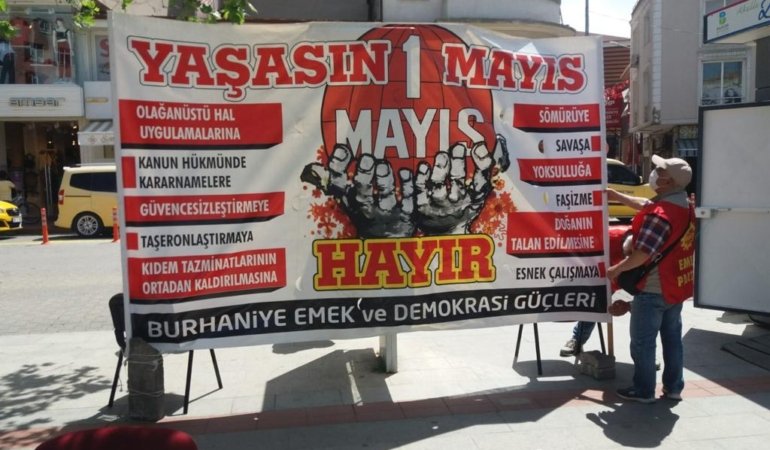 YAŞASIN 1 MAYIS
OLAĞANÜSTÜ HAL
UYGULAMALARINA
KANUN HÜKMÜNDE
KARARNAMELERE
GÜVENCESİZLEŞTİRMEYE
TAŞERONLAŞTIRMAYA
KIDEM TAZMİNATLARININ
ORTADAN KALDIRILMASINA
MAYIS
HAYIR
SÖMÜRÜYE
SAVAŞA
YOKSULLUĞA
FAŞİZME
DOĞANIN
TALAN EDİLMESİNE
ESNEK ÇALIŞMAYA
BURHANİYE EMEK ve DEMOKRASİ GÜÇLERİ